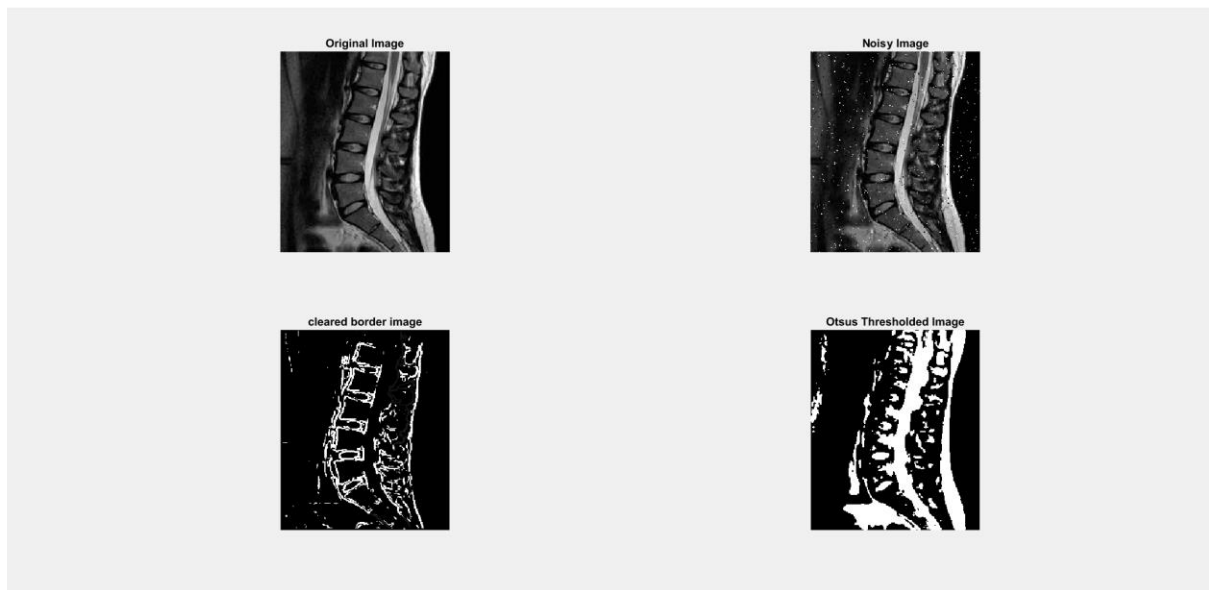 Original Image
Noisy Image
cleared border image
Otsus Thresholded Image